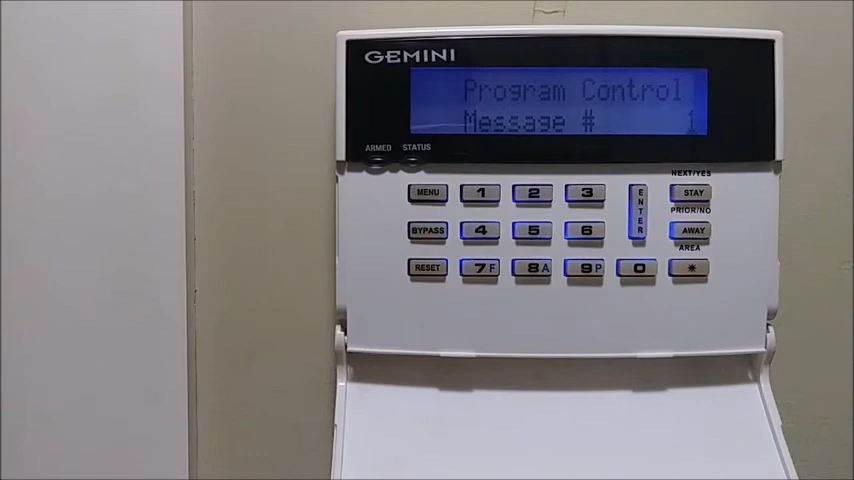 GEMINI
Program Control
Message # 1
ARMED STATUS
NEXT/YES
MENU 1 2 3 ENTER STAY
PRIOR/NO
BYPASS 4 5 6 AWAY
AREA
RESET 7F 8A 9P 0 *